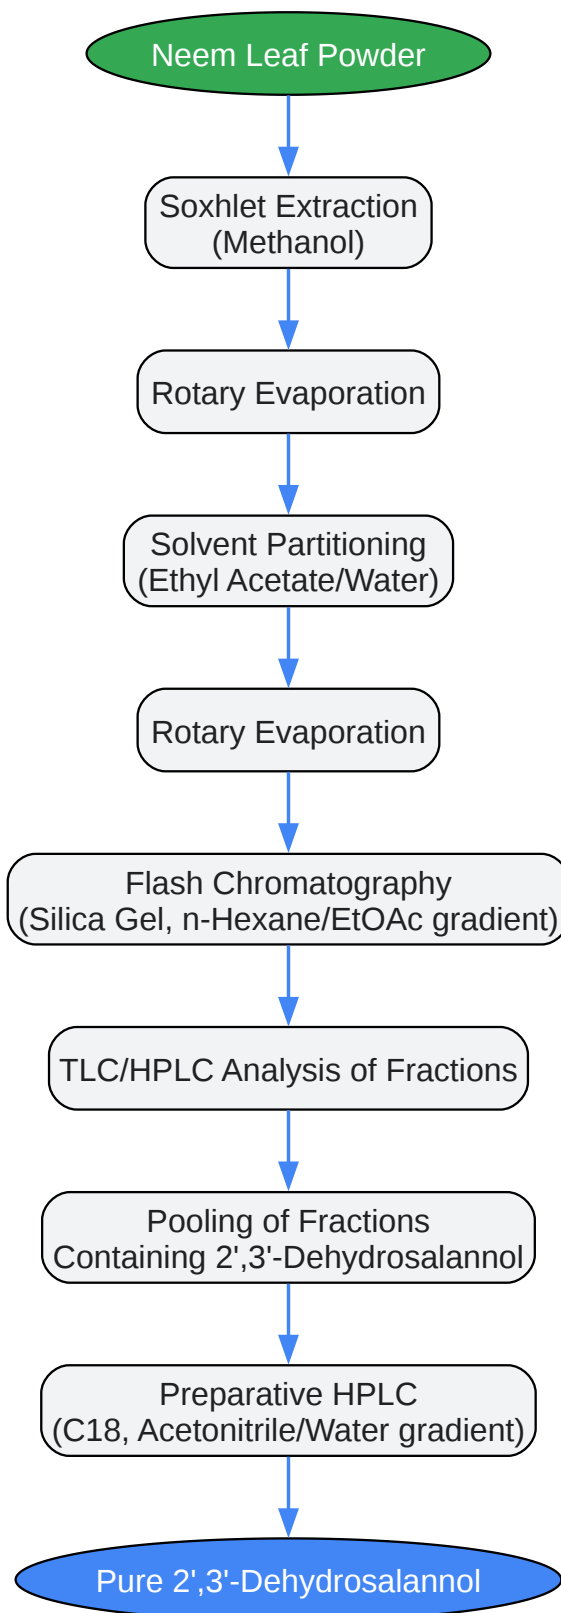 Neem Leaf Powder
Soxhlet Extraction
(Methanol)
Rotary Evaporation
Solvent Partitioning
(Ethyl Acetate/Water)
Rotary Evaporation
Flash Chromatography
(Silica Gel, n-Hexane/EtOAc gradient)
TLC/HPLC Analysis of Fractions
Pooling of Fractions
Containing 2',3'-Dehydrosalannol
Preparative HPLC
(C18, Acetonitrile/Water gradient)
Pure 2',3'-Dehydrosalannol